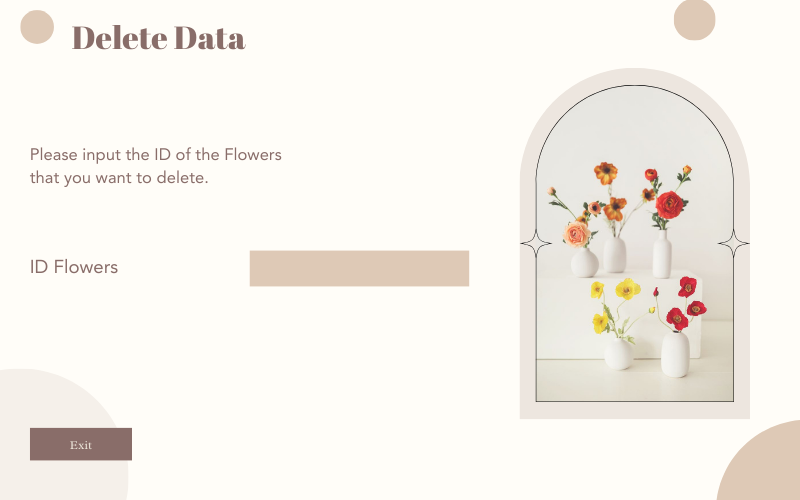 Delete Data
Please input the ID of the Flowers
that you want to delete.
ID Flowers
Exit